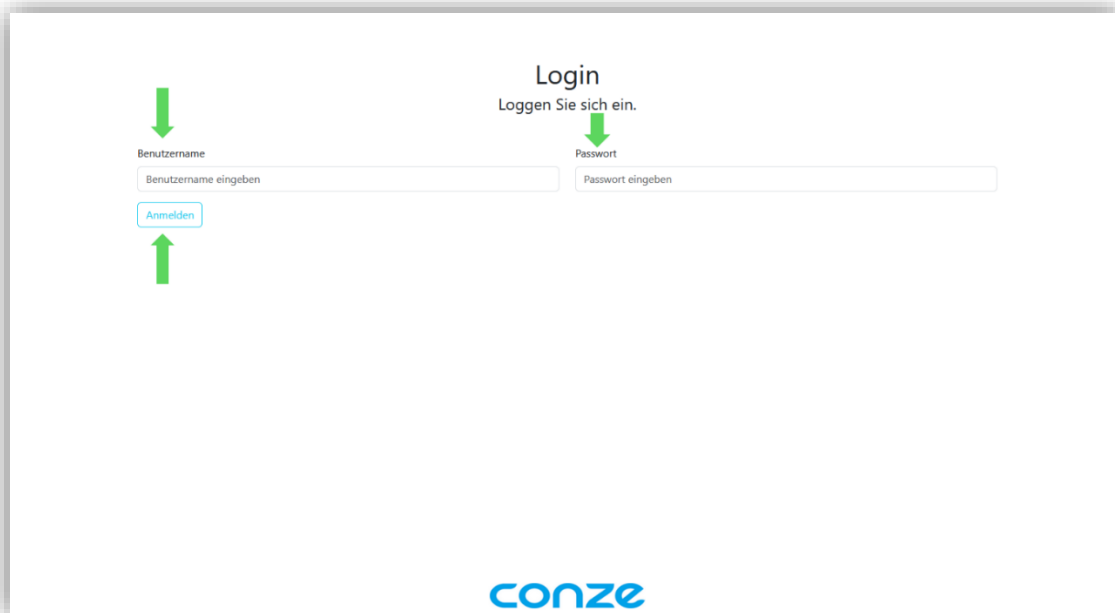 Login
Loggen Sie sich ein.
Benutzername
Passwort
Benutzername eingeben
Passwort eingeben
Anmelden
conze